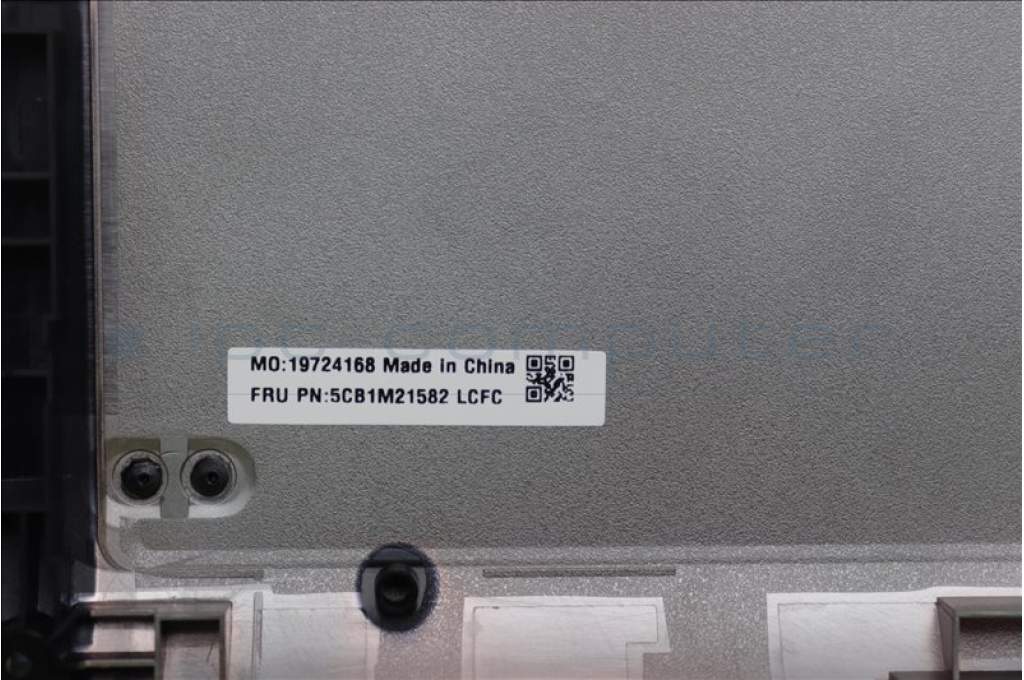 MO:19724168 Made in China
FRU PN:5CB1M21582 LCFC